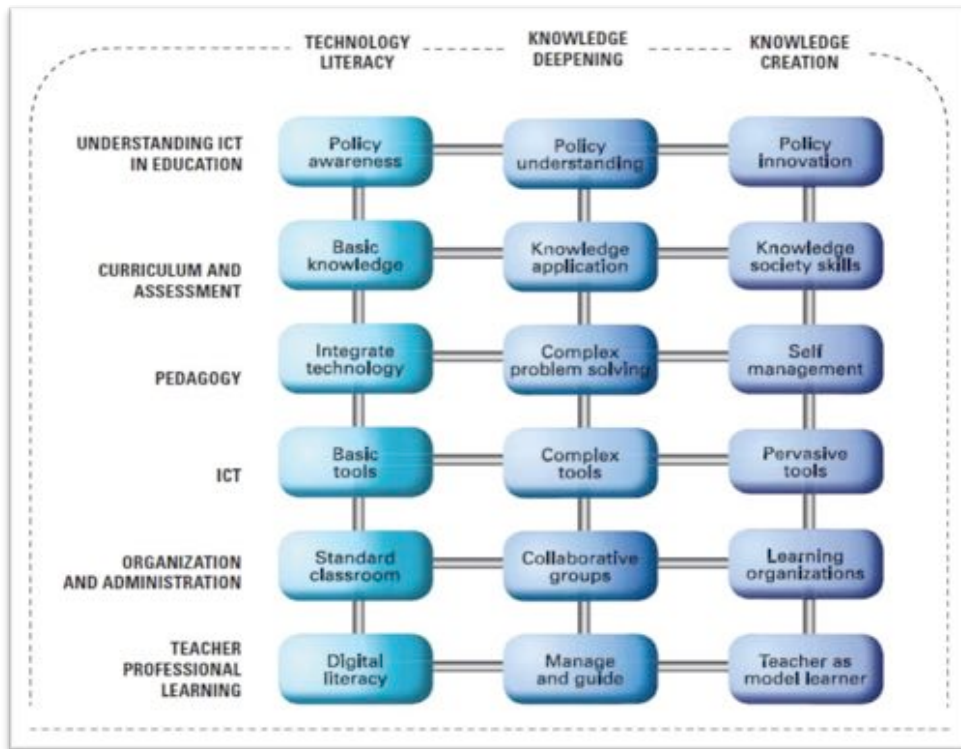 TECHNOLOGY
LITERACY
KNOWLEDGE
DEEPENING
KNOWLEDGE
CREATION
UNDERSTANDING ICT
IN EDUCATION
Policy
awareness
Policy
understanding
Policy
innovation
CURRICULUM AND
ASSESSMENT
Basic
knowledge
Knowledge
application
Knowledge
society skills
PEDAGOGY
Integrate
technology
Complex
problem solving
Self
management
ICT
Basic
tools
Complex
tools
Pervasive
tools
ORGANIZATION
AND ADMINISTRATION
Standard
classroom
Collaborative
groups
Learning
organizations
TEACHER
PROFESSIONAL
LEARNING
Digital
literacy
Manage
and guide
Teacher as
model learner